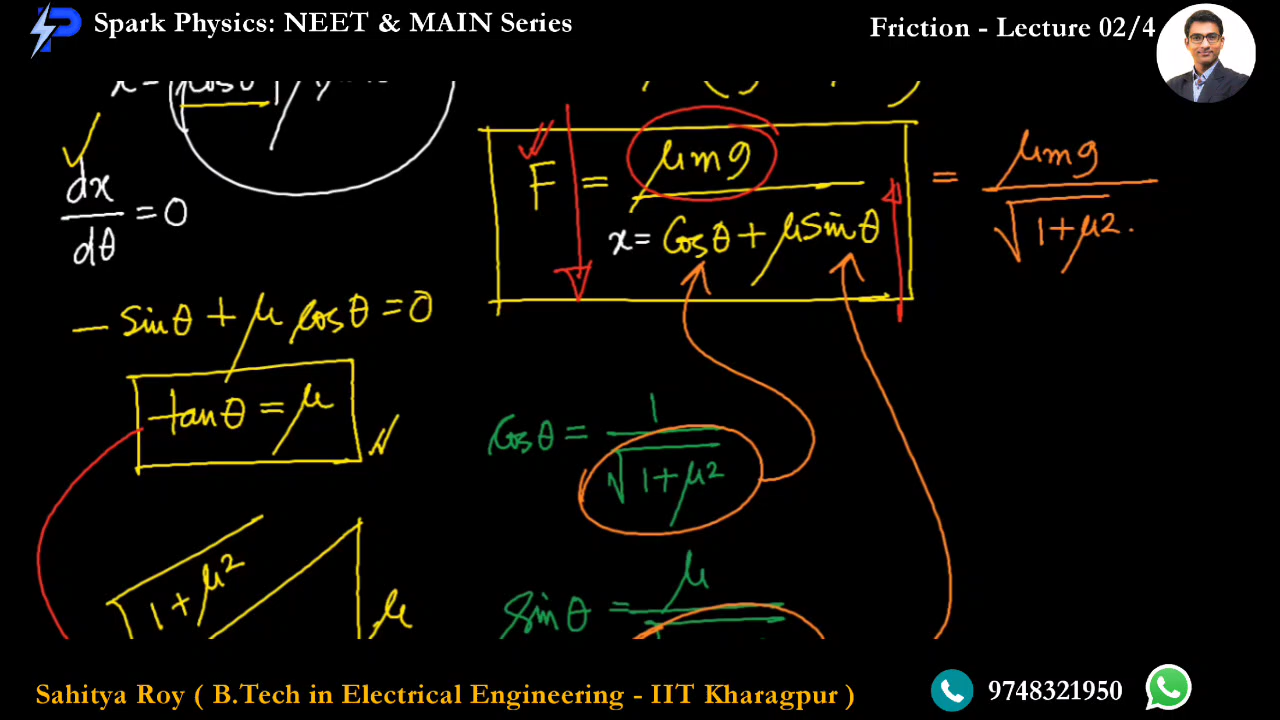 Spark Physics: NEET & MAIN Series
Friction - Lecture 02/4
dx/dθ = 0
- sinθ + μ cosθ = 0
tanθ = μ
√1+μ2
μ
F = μmg / x = Cosθ + μSinθ = μmg / √1+μ2.
Cosθ = 1 / √1+μ2
Sinθ = μ
Sahitya Roy ( B.Tech in Electrical Engineering - IIT Kharagpur )
9748321950